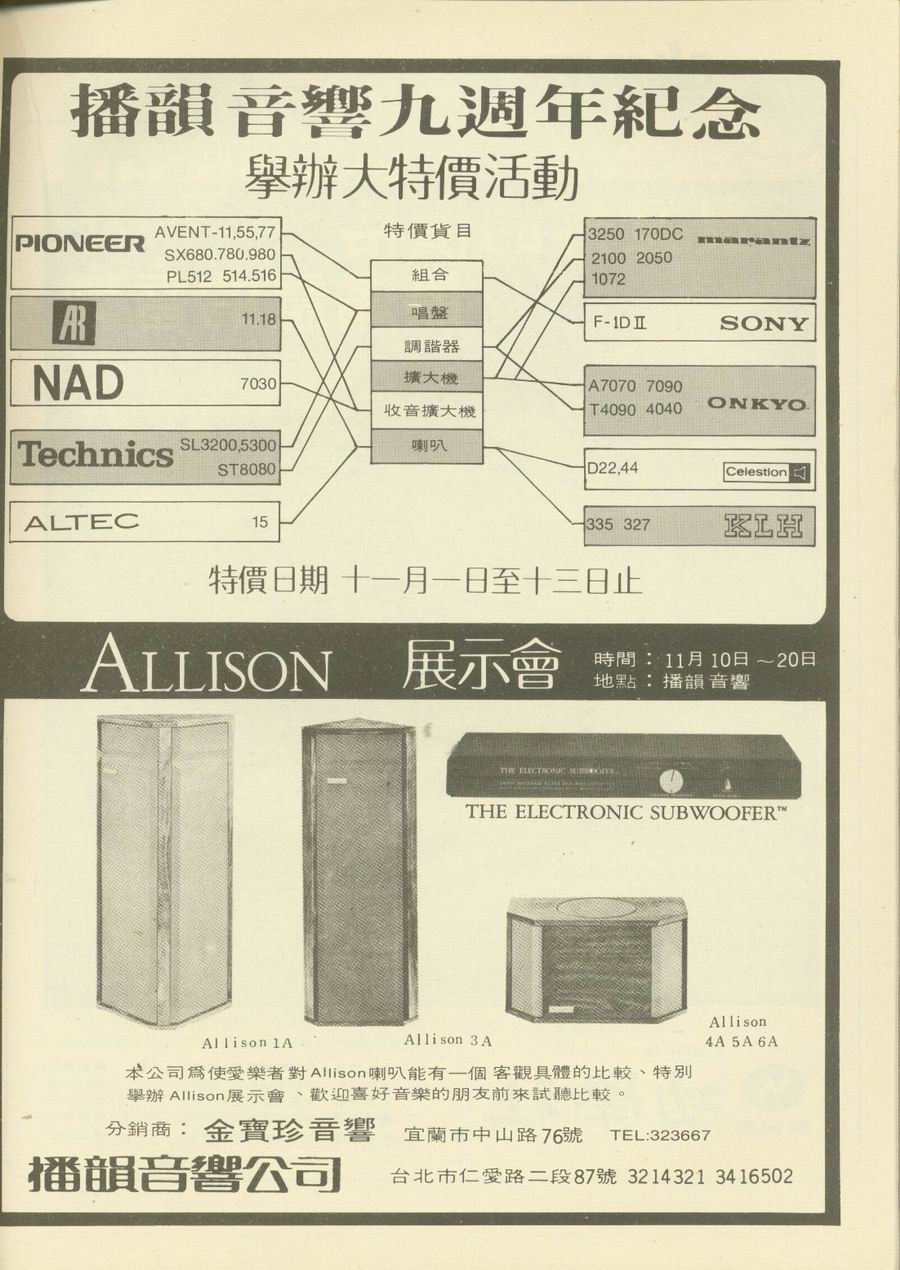 播韻音響九週年紀念
舉辦大特價活動
特價貨目
PIONEER AVENT-11,55,77
SX680.780.980
PL512 514.516
AR 11.18
NAD 7030
Technics SL3200,5300
ST8080
ALTEC 15
組合
唱盤
調諧器
擴大機
收音擴大機
喇叭
3250 170DC marantz
2100 2050
1072
F-1DⅡ SONY
A7070 7090
T4090 4040 ONKYO
D22,44 Celestion
335 327 KLH
特價日期 十一月一日至十三日止
ALLISON 展示會
時間：11月10日～20日
地點：播韻音響
THE ELECTRONIC SUBWOOFER
THE ELECTRONIC SUBWOOFER™
Allison 1A
Allison 3A
Allison
4A 5A 6A
本公司爲使愛樂者對Allison喇叭能有一個客觀具體的比較、特別
舉辦Allison展示會、歡迎喜好音樂的朋友前來試聽比較。
分銷商：金寶珍音響 宜蘭市中山路76號 TEL:323667
播韻音響公司 台北市仁愛路二段87號 3214321 3416502